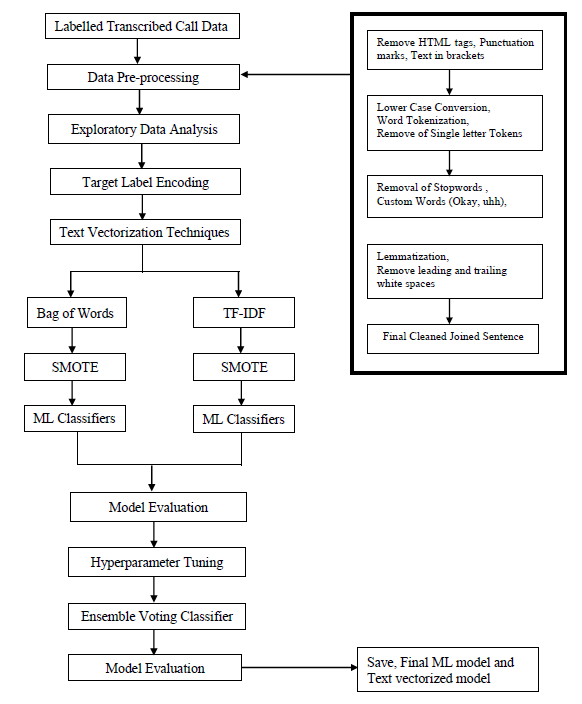 Labelled Transcribed Call Data
Data Pre-processing
Exploratory Data Analysis
Target Label Encoding
Text Vectorization Techniques
Bag of Words
TF-IDF
SMOTE
SMOTE
ML Classifiers
ML Classifiers
Model Evaluation
Hyperparameter Tuning
Ensemble Voting Classifier
Model Evaluation
Save, Final ML model and
Text vectorized model
Remove HTML tags, Punctuation
marks, Text in brackets
Lower Case Conversion,
Word Tokenization,
Remove of Single letter Tokens
Removal of Stopwords ,
Custom Words (Okay, uhh),
Lemmatization,
Remove leading and trailing
white spaces
Final Cleaned Joined Sentence